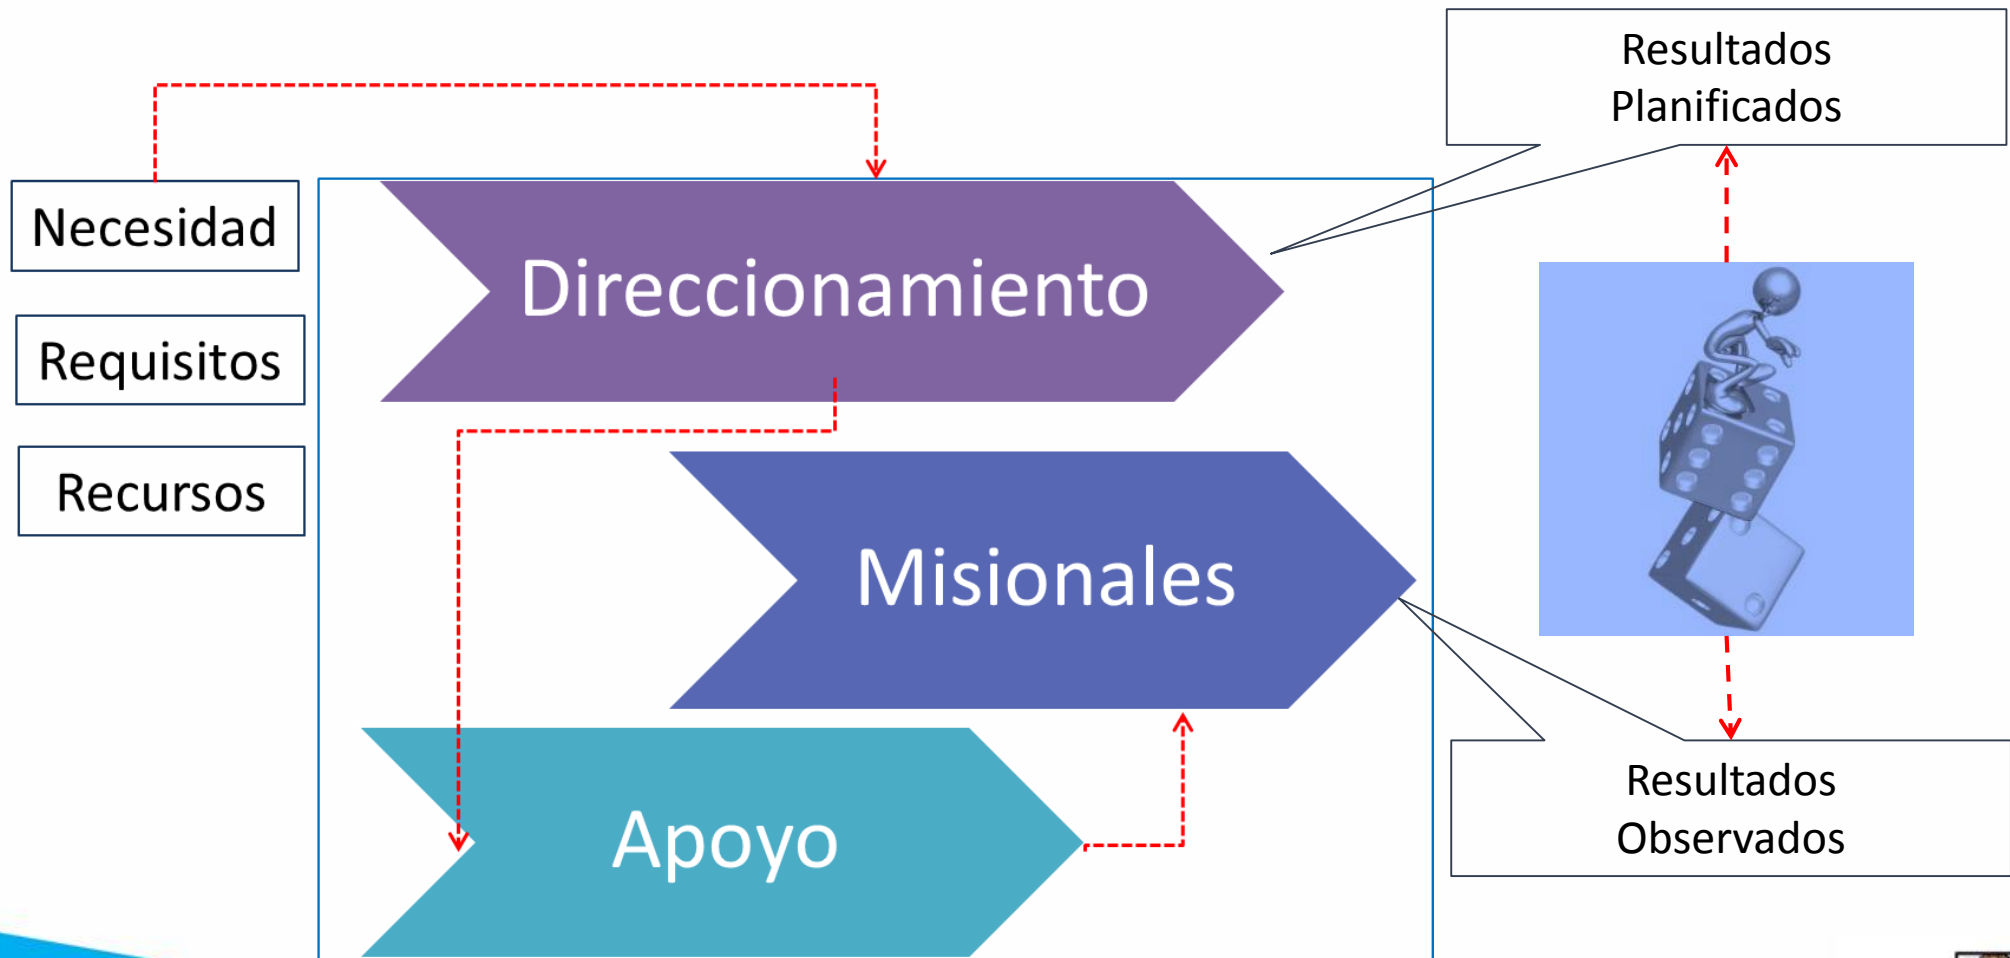 Resultados
Planificados
Necesidad
Direccionamiento
Requisitos
Recursos
Misionales
Resultados
Observados
Apoyo